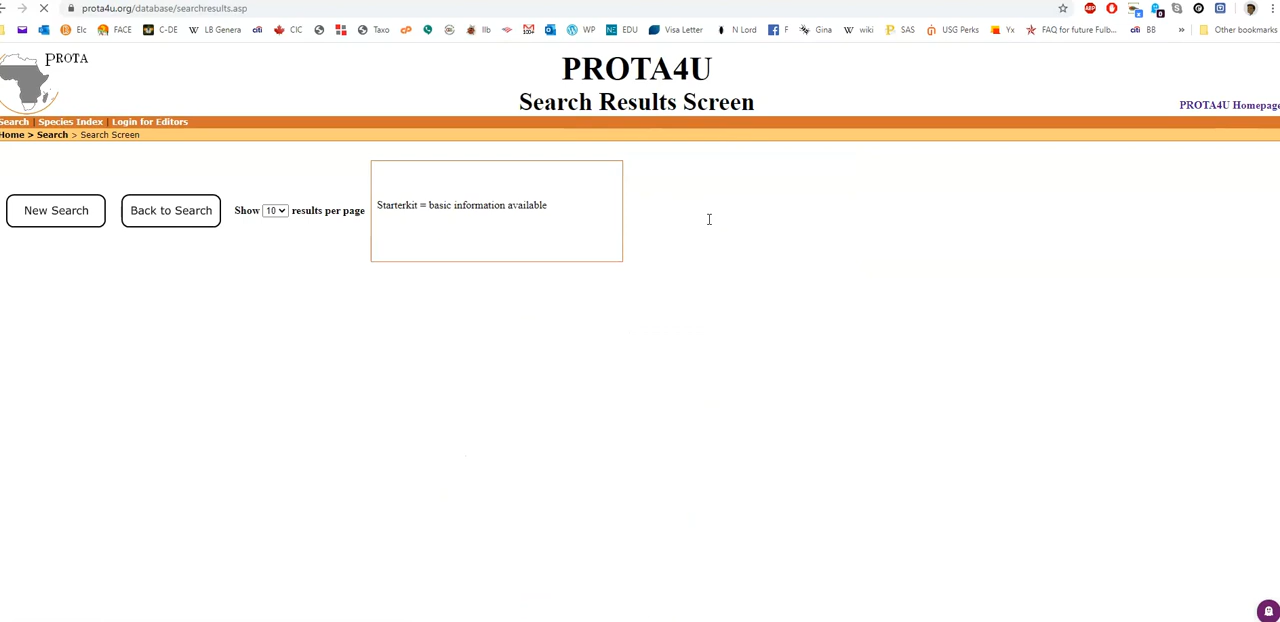 prota4u.org/database/searchresults.asp
Elc FACE C-DE LB Genera CIC Taxo Ilb WP EDU Visa Letter N Lord F Gina wiki SAS USG Perks Yx FAQ for future Fulb... BB » Other bookmarks
PROTA
PROTA4U
Search Results Screen
PROTA4U Homepage
Search | Species Index | Login for Editors
Home > Search > Search Screen
New Search Back to Search Show 10 results per page
Starterkit = basic information available